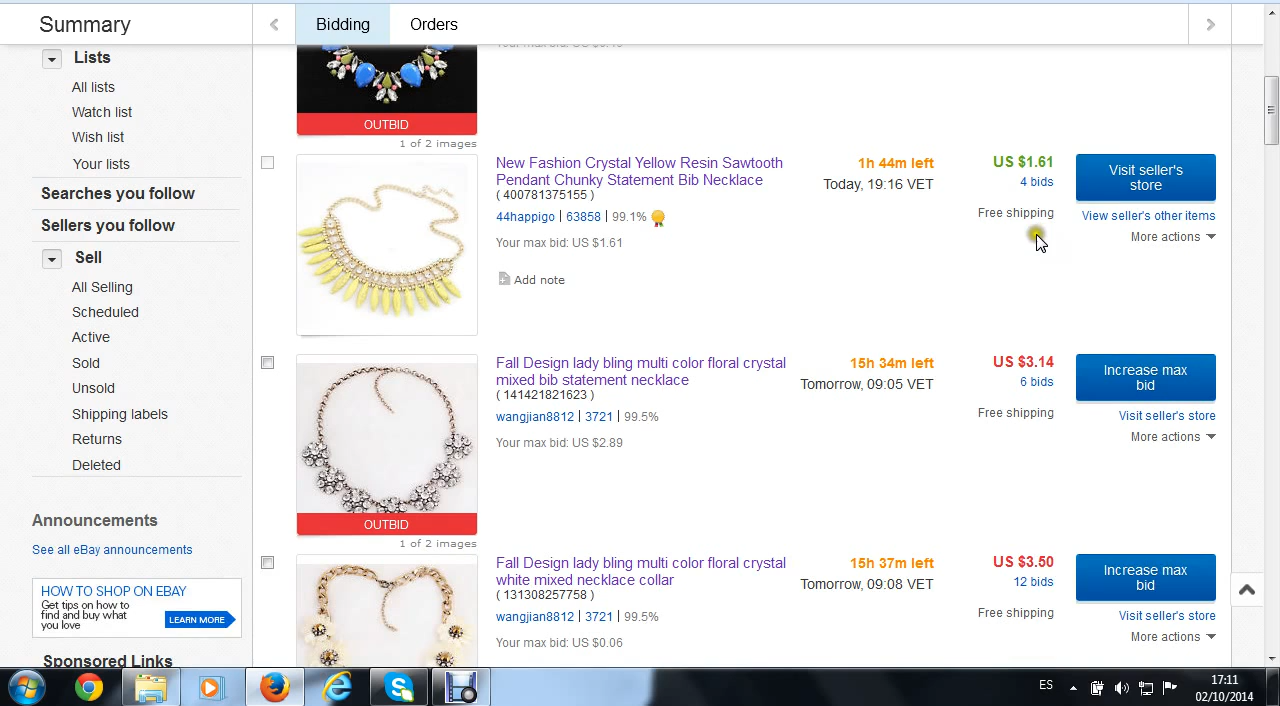 Summary
Bidding
Orders
Lists
All lists
Watch list
Wish list
Your lists
Searches you follow
Sellers you follow
Sell
All Selling
Scheduled
Active
Sold
Unsold
Shipping labels
Returns
Deleted
Announcements
See all eBay announcements
HOW TO SHOP ON EBAY
Get tips on how to
find and buy what
you love
LEARN MORE
Sponsored Links
OUTBID
1 of 2 images
New Fashion Crystal Yellow Resin Sawtooth
Pendant Chunky Statement Bib Necklace
( 400781375155 )
44happigo | 63858 | 99.1%
Your max bid: US $1.61
Add note
1h 44m left
Today, 19:16 VET
US $1.61
4 bids
Free shipping
Visit seller's
store
View seller's other items
More actions
OUTBID
1 of 2 images
Fall Design lady bling multi color floral crystal
mixed bib statement necklace
( 141421821623 )
wangjian8812 | 3721 | 99.5%
Your max bid: US $2.89
15h 34m left
Tomorrow, 09:05 VET
US $3.14
6 bids
Free shipping
Increase max
bid
Visit seller's store
More actions
Fall Design lady bling multi color floral crystal
white mixed necklace collar
( 131308257758 )
wangjian8812 | 3721 | 99.5%
Your max bid: US $0.06
15h 37m left
Tomorrow, 09:08 VET
US $3.50
12 bids
Free shipping
Increase max
bid
Visit seller's store
More actions
ES
17:11
02/10/2014